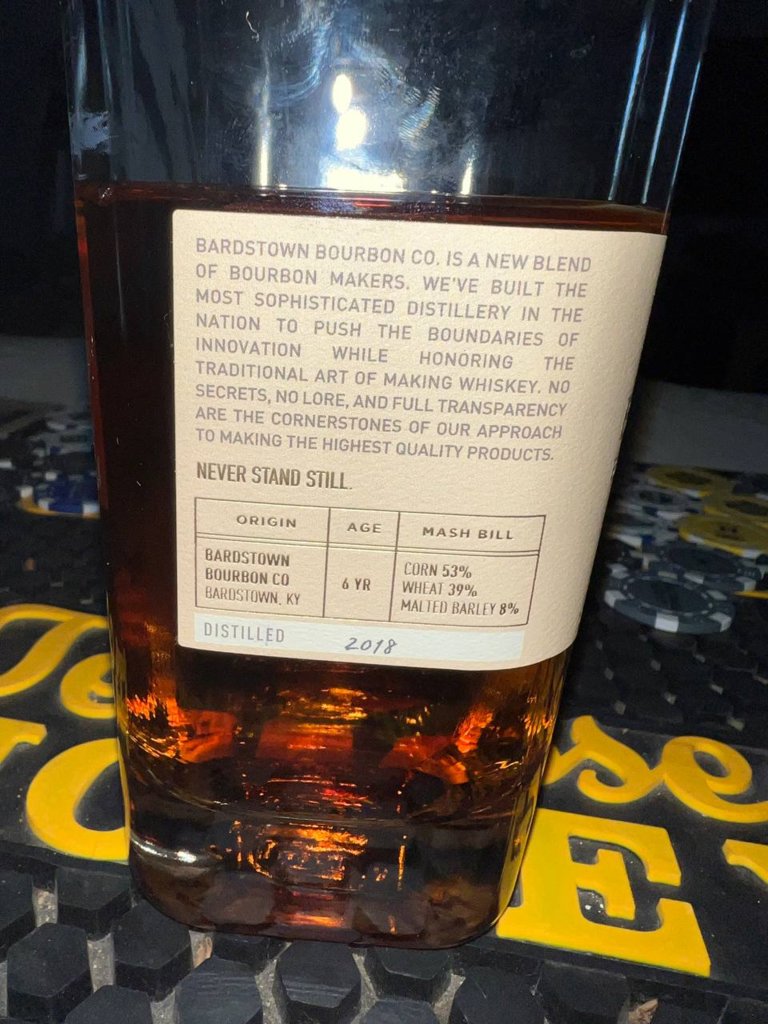 BARDSTOWN BOURBON CO. IS A NEW BLEND
OF BOURBON MAKERS. WE'VE BUILT THE
MOST SOPHISTICATED DISTILLERY IN THE
NATION TO PUSH THE BOUNDARIES OF
INNOVATION WHILE HONORING THE
TRADITIONAL ART OF MAKING WHISKEY. NO
SECRETS, NO LORE, AND FULL TRANSPARENCY
ARE THE CORNERSTONES OF OUR APPROACH
TO MAKING THE HIGHEST QUALITY PRODUCTS.
NEVER STAND STILL.
ORIGIN AGE MASH BILL
BARDSTOWN
BOURBON CO
BARDSTOWN, KY
6 YR
CORN 53%
WHEAT 39%
MALTED BARLEY 8%
DISTILLED 2018